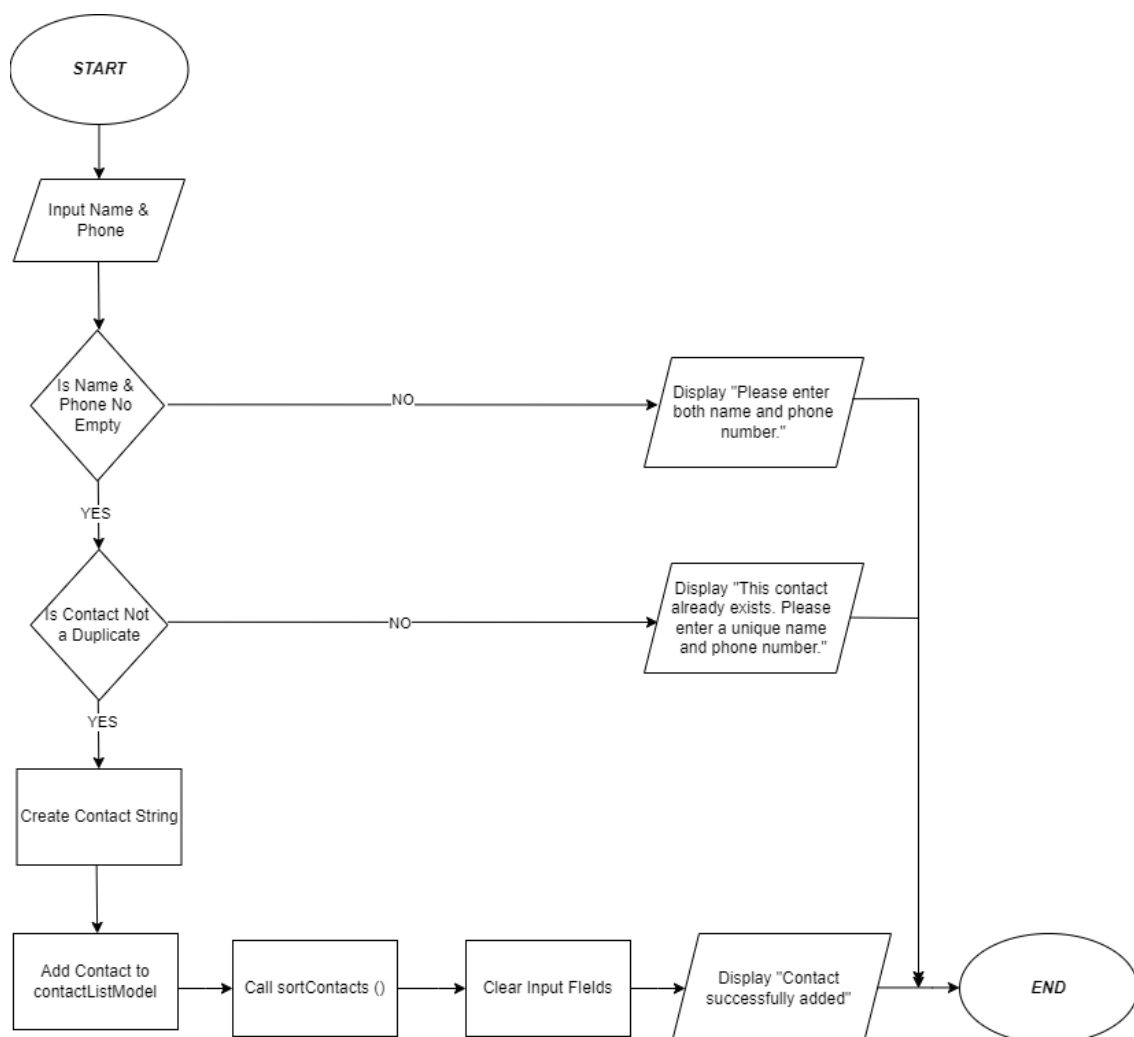 START
Input Name &
Phone
Is Name &
Phone No
Empty
NO
Display "Please enter
both name and phone
number."
YES
Is Contact Not
a Duplicate
NO
Display "This contact
already exists. Please
enter a unique name
and phone number."
YES
Create Contact String
Add Contact to
contactListModel
Call sortContacts ()
Clear Input FIelds
Display "Contact
successfully added"
END